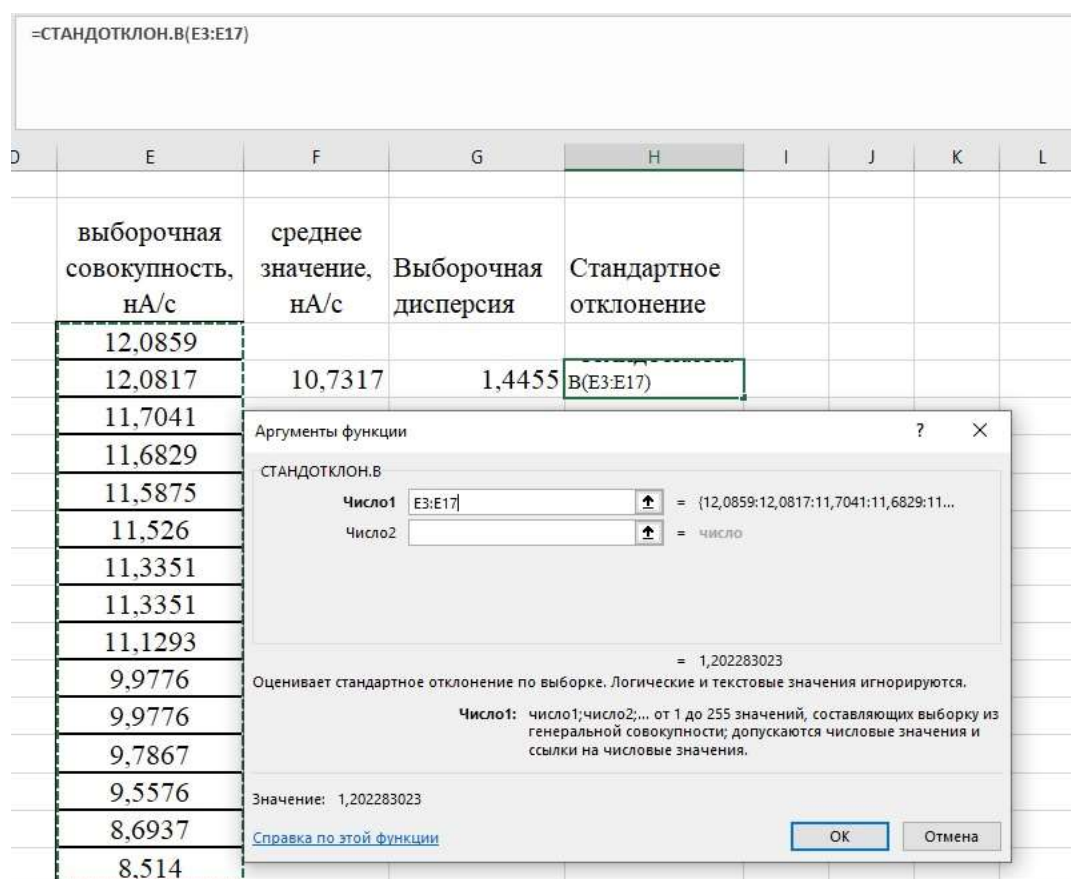 =СТАНДОТКЛОН.В(E3:E17)
E F G H I J K L
выборочная
совокупность,
нА/с
среднее
значение,
нА/с
Выборочная
дисперсия
Стандартное
отклонение
12,0859
12,0817 10,7317 1,4455 В(E3:E17)
11,7041
11,6829
11,5875
11,526
11,3351
11,3351
11,1293
9,9776
9,9776
9,7867
9,5576
8,6937
8,514
Аргументы функции ? ×
СТАНДОТКЛОН.В
Число1 E3:E17 = {12,0859:12,0817:11,7041:11,6829:11...
Число2 = число
= 1,202283023
Оценивает стандартное отклонение по выборке. Логические и текстовые значения игнорируются.
Число1: число1;число2;... от 1 до 255 значений, составляющих выборку из
генеральной совокупности; допускаются числовые значения и
ссылки на числовые значения.
Значение: 1,202283023
Справка по этой функции ОК Отмена